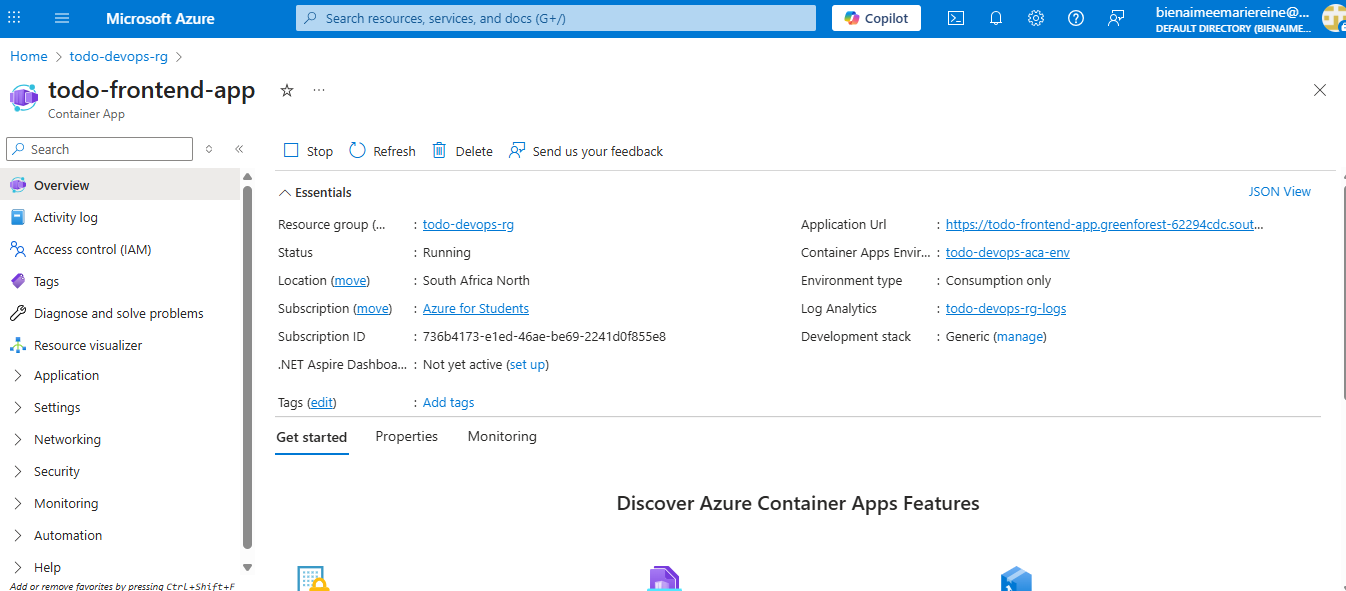 Microsoft Azure
Search resources, services, and docs (G+/)
Copilot
bienaimeemariereine@...
DEFAULT DIRECTORY (BIENAIME...
Home > todo-devops-rg >
todo-frontend-app
...
Container App
Search
Stop
Refresh
Delete
Send us your feedback
Overview
Activity log
Access control (IAM)
Tags
Diagnose and solve problems
Resource visualizer
Application
Settings
Networking
Security
Monitoring
Automation
Help
Add or remove favorites by pressing Ctrl+Shift+F
Essentials
JSON View
Resource group (... : todo-devops-rg
Status : Running
Location (move) : South Africa North
Subscription (move) : Azure for Students
Subscription ID : 736b4173-e1ed-46ae-be69-2241d0f855e8
.NET Aspire Dashboa... : Not yet active (set up)
Tags (edit) : Add tags
Application Url : https://todo-frontend-app.greenforest-62294cdc.sout...
Container Apps Envir... : todo-devops-aca-env
Environment type : Consumption only
Log Analytics : todo-devops-rg-logs
Development stack : Generic (manage)
Get started
Properties
Monitoring
Discover Azure Container Apps Features